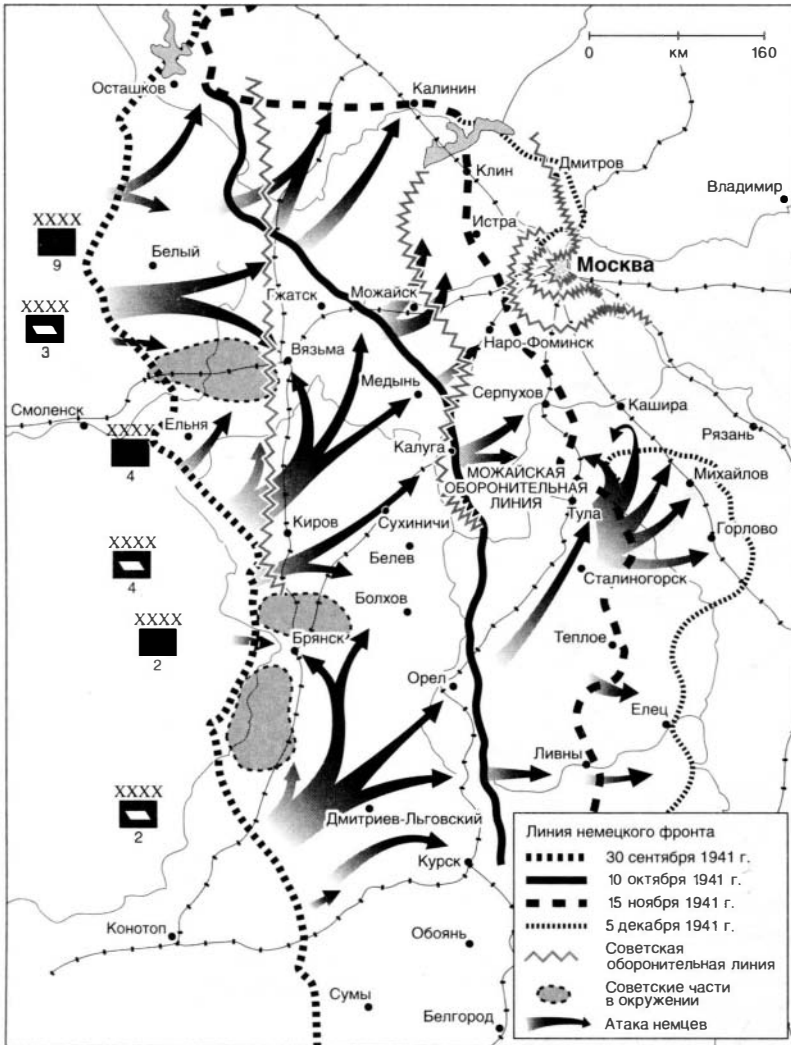 0 км 160
Осташков
Калинин
Клин
Дмитров
Владимир
Истра
XXXX
9
Белый
Москва
XXXX
3
Гжатск
Можайск
Наро-Фоминск
Вязьма
Медынь
Серпухов
Кашира
Смоленск
Ельня
Рязань
XXXX
4
Калуга
МОЖАЙСКАЯ
ОБОРОНИТЕЛЬНАЯ
ЛИНИЯ
Михайлов
Тула
Киров
Сухиничи
Горлово
Белев
XXXX
4
Сталиногорск
Болхов
XXXX
2
Брянск
Теплое
Орел
Елец
Ливны
XXXX
2
Дмитриев-Льговский
Курск
Конотоп
Обоянь
Сумы
Белгород
Линия немецкого фронта
30 сентября 1941 г.
10 октября 1941 г.
15 ноября 1941 г.
5 декабря 1941 г.
Советская
оборонительная линия
Советские части
в окружении
Атака немцев